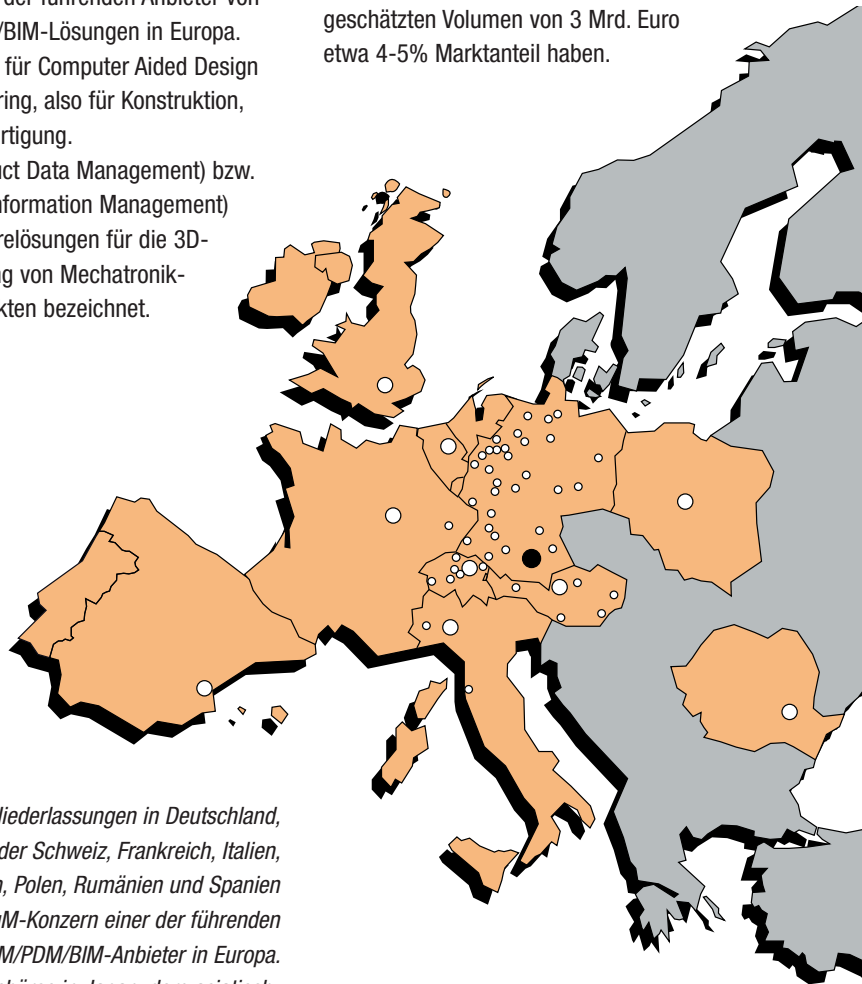 der führenden Anbieter von
/BIM-Lösungen in Europa.
für Computer Aided Design
ring, also für Konstruktion,
rtigung.
uct Data Management) bzw.
nformation Management)
relösungen für die 3D-
ng von Mechatronik-
kten bezeichnet.
geschätzten Volumen von 3 Mrd. Euro
etwa 4-5% Marktanteil haben.
Niederlassungen in Deutschland,
der Schweiz, Frankreich, Italien,
n, Polen, Rumänien und Spanien
uM-Konzern einer der führenden
M/PDM/BIM-Anbieter in Europa.